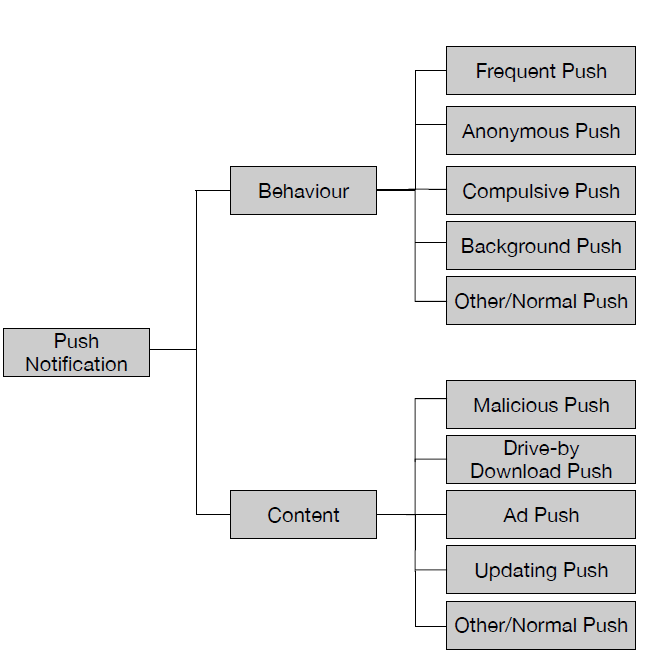 Frequent Push
Anonymous Push
Behaviour
Compulsive Push
Background Push
Other/Normal Push
Push
Notification
Malicious Push
Drive-by
Download Push
Content
Ad Push
Updating Push
Other/Normal Push